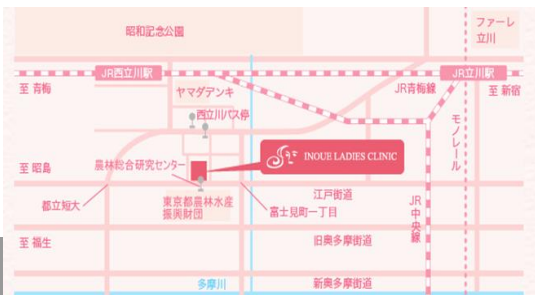 昭和記念公園
ファーレ
立川
JR西立川駅
JR立川駅
至 青梅
ヤマダデンキ
JR青梅線
至 新宿
西立川バス停
モノレール
INOUE LADIES CLINIC
至 昭島
農林総合研究センター
都立短大
東京都農林水産
振興財団
江戸街道
富士見町一丁目
JR中央線
至 福生
旧奥多摩街道
多摩川
新奥多摩街道